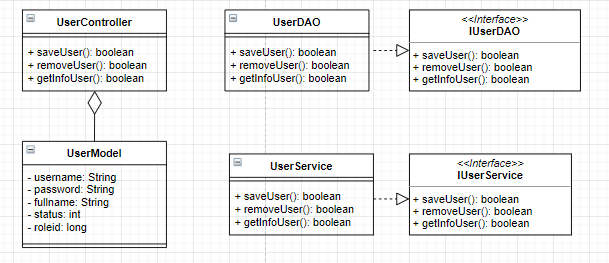 UserController
+ saveUser(): boolean
+ removeUser(): boolean
+ getInfoUser(): boolean
UserDAO
+ saveUser(): boolean
+ removeUser(): boolean
+ getInfoUser(): boolean
<<Interface>>
IUserDAO
+ saveUser(): boolean
+ removeUser(): boolean
+ getInfoUser(): boolean
UserModel
- username: String
- password: String
- fullname: String
- status: int
- roleid: long
UserService
+ saveUser(): boolean
+ removeUser(): boolean
+ getInfoUser(): boolean
<<Interface>>
IUserService
+ saveUser(): boolean
+ removeUser(): boolean
+ getInfoUser(): boolean